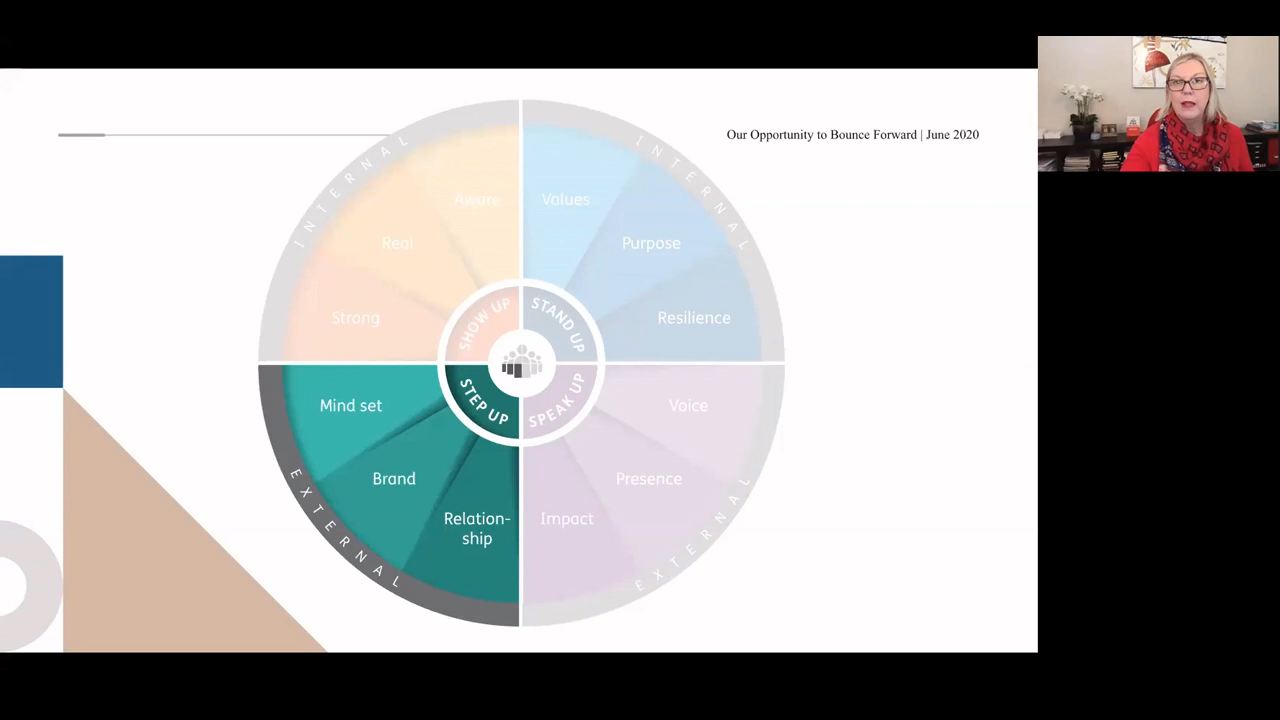 Our Opportunity to Bounce Forward | June 2020
INTERNAL
INTERNAL
Aware
Values
Real
Purpose
Strong
Resilience
SHOW UP
STAND UP
STEP UP
SPEAK UP
Mind set
Voice
Brand
Presence
Relation-
ship
Impact
EXTERNAL
EXTERNAL